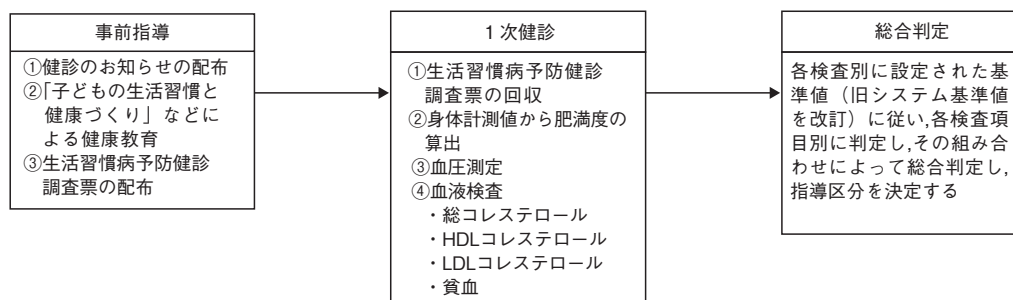 事前指導
①健診のお知らせの配布
②「子どもの生活習慣と
健康づくり」などに
よる健康教育
③生活習慣病予防健診
調査票の配布
1次健診
①生活習慣病予防健診
調査票の回収
②身体計測値から肥満度の
算出
③血圧測定
④血液検査
・総コレステロール
・HDLコレステロール
・LDLコレステロール
・貧血
総合判定
各検査別に設定された基
準値（旧システム基準値
を改訂）に従い,各検査項
目別に判定し,その組み合
わせによって総合判定し,
指導区分を決定する